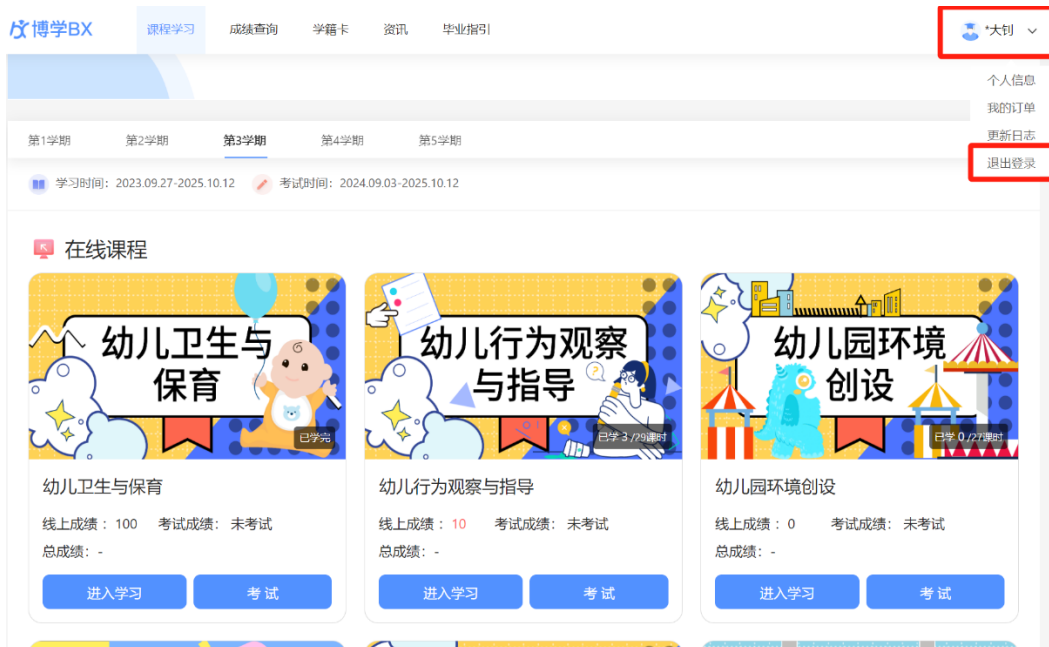 博学BX
课程学习 成绩查询 学籍卡 资讯 毕业指引
*大钊
个人信息
我的订单
更新日志
退出登录
第1学期 第2学期 第3学期 第4学期 第5学期
学习时间：2023.09.27-2025.10.12 考试时间：2024.09.03-2025.10.12
在线课程
幼儿卫生与
保育
已学完
幼儿行为观察
与指导
已学 3 /29课时
幼儿园环境
创设
已学 0 /27课时
幼儿卫生与保育
线上成绩：100 考试成绩：未考试
总成绩：-
进入学习 考 试
幼儿行为观察与指导
线上成绩：10 考试成绩：未考试
总成绩：-
进入学习 考 试
幼儿园环境创设
线上成绩：0 考试成绩：未考试
总成绩：-
进入学习 考 试